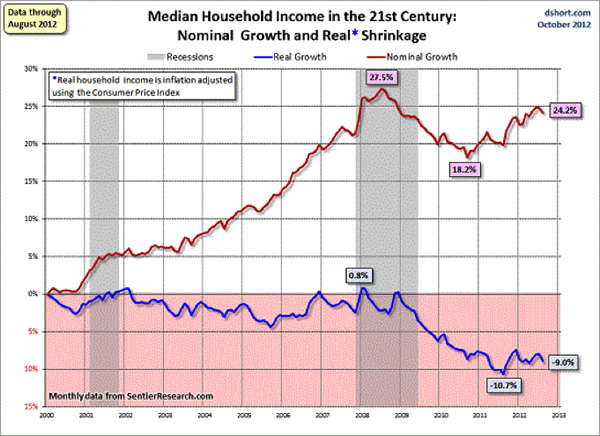 Data through
August 2012
Median Household Income in the 21st Century:
Nominal Growth and Real* Shrinkage
dshort.com
October 2012
Recessions
Real Growth
Nominal Growth
*Real household income is inflation adjusted
using the Consumer Price Index
30%
25%
20%
15%
10%
5%
0%
5%
10%
15%
27.5%
24.2%
18.2%
0.8%
-9.0%
-10.7%
Monthly data from SentierResearch.com
2000
2001
2002
2003
2004
2005
2006
2007
2008
2009
2010
2011
2012
2013